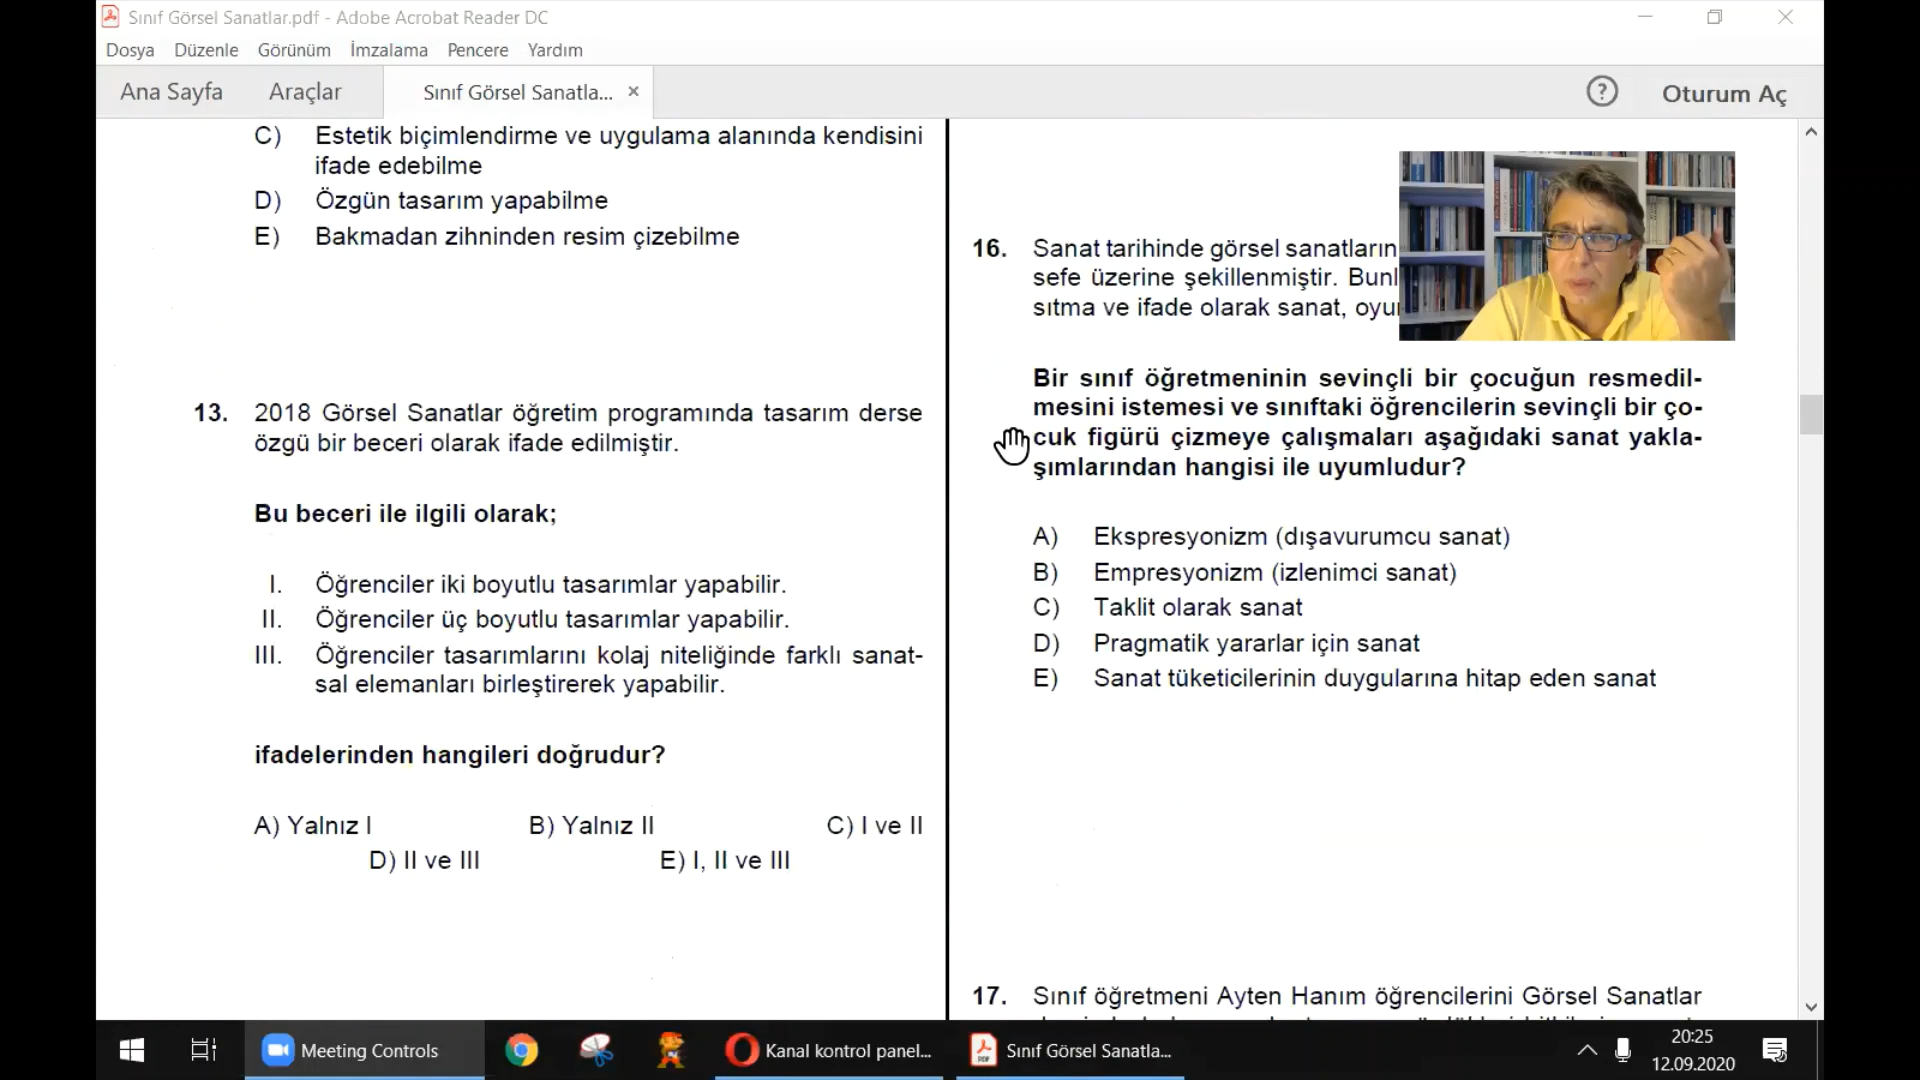 Sınıf Görsel Sanatlar.pdf - Adobe Acrobat Reader DC
Dosya Düzenle Görünüm İmzalama Pencere Yardım
Ana Sayfa Araçlar Sınıf Görsel Sanatla... × ? Oturum Aç
C) Estetik biçimlendirme ve uygulama alanında kendisini
ifade edebilme
D) Özgün tasarım yapabilme
E) Bakmadan zihninden resim çizebilme
13. 2018 Görsel Sanatlar öğretim programında tasarım derse
özgü bir beceri olarak ifade edilmiştir.
Bu beceri ile ilgili olarak;
I. Öğrenciler iki boyutlu tasarımlar yapabilir.
II. Öğrenciler üç boyutlu tasarımlar yapabilir.
III. Öğrenciler tasarımlarını kolaj niteliğinde farklı sanat-
sal elemanları birleştirerek yapabilir.
ifadelerinden hangileri doğrudur?
A) Yalnız I B) Yalnız II C) I ve II
D) II ve III E) I, II ve III
16. Sanat tarihinde görsel sanatların
sefe üzerine şekillenmiştir. Bunl
sıtma ve ifade olarak sanat, oyu
Bir sınıf öğretmeninin sevinçli bir çocuğun resmedil-
mesini istemesi ve sınıftaki öğrencilerin sevinçli bir ço-
cuk figürü çizmeye çalışmaları aşağıdaki sanat yakla-
şımlarından hangisi ile uyumludur?
A) Ekspresyonizm (dışavurumcu sanat)
B) Empresyonizm (izlenimci sanat)
C) Taklit olarak sanat
D) Pragmatik yararlar için sanat
E) Sanat tüketicilerinin duygularına hitap eden sanat
17. Sınıf öğretmeni Ayten Hanım öğrencilerini Görsel Sanatlar
Meeting Controls Kanal kontrol panel... Sınıf Görsel Sanatla...
20:25
12.09.2020